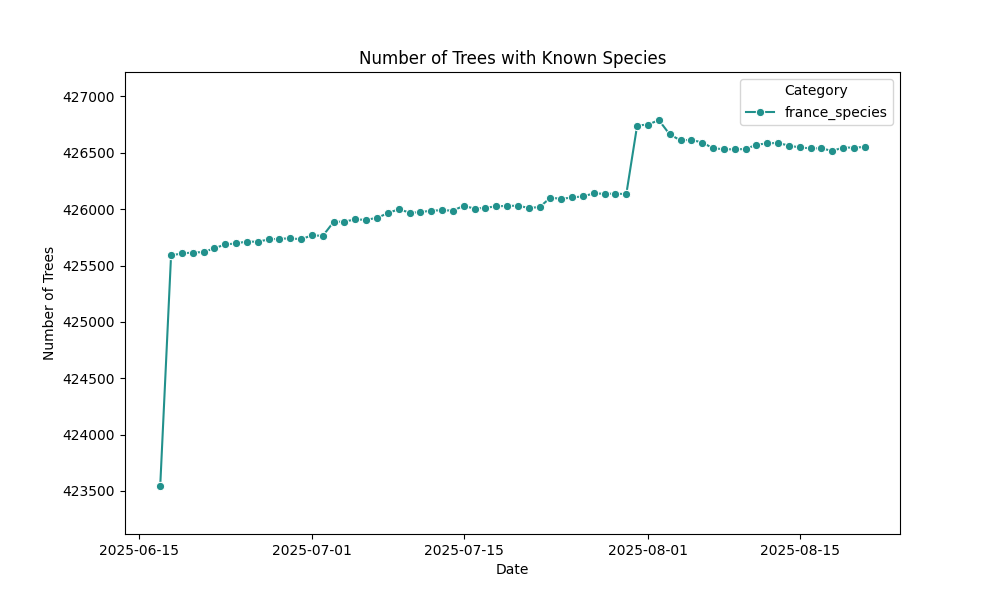 Number of Trees with Known Species
Category
france_species
427000
426500
426000
425500
425000
424500
424000
423500
Number of Trees
2025-06-15
2025-07-01
2025-07-15
2025-08-01
2025-08-15
Date